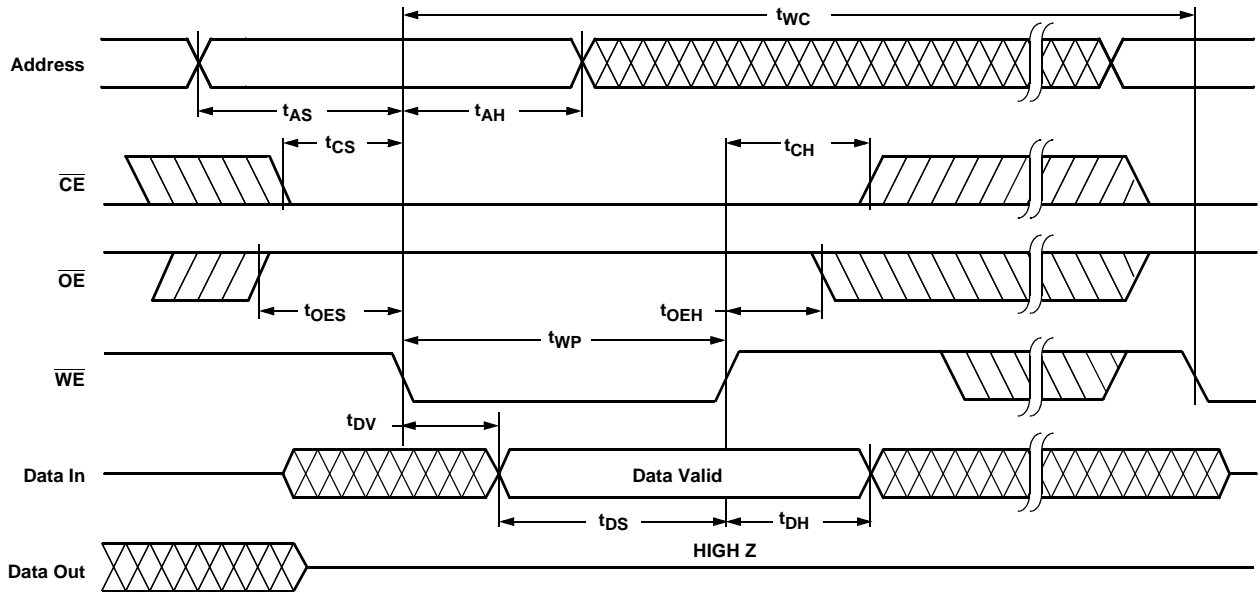 tWC
Address
tAS
tAH
tCS
tCH
CE
OE
tOES
tOEH
tWP
WE
tDV
Data In
Data Valid
tDS
tDH
HIGH Z
Data Out